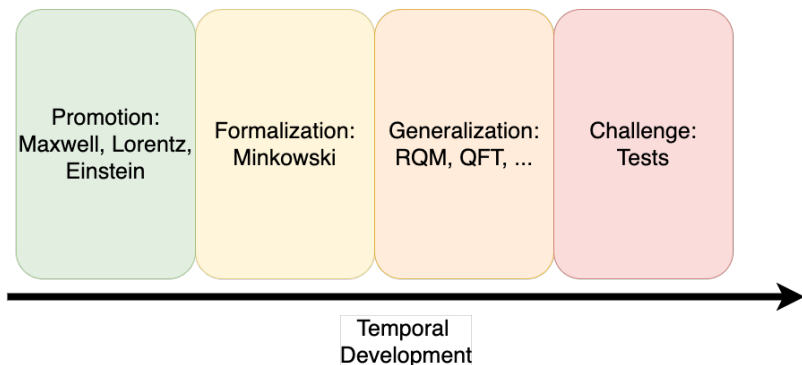 Promotion:
Maxwell, Lorentz,
Einstein
Formalization:
Minkowski
Generalization:
RQM, QFT, ...
Challenge:
Tests
Temporal
Development